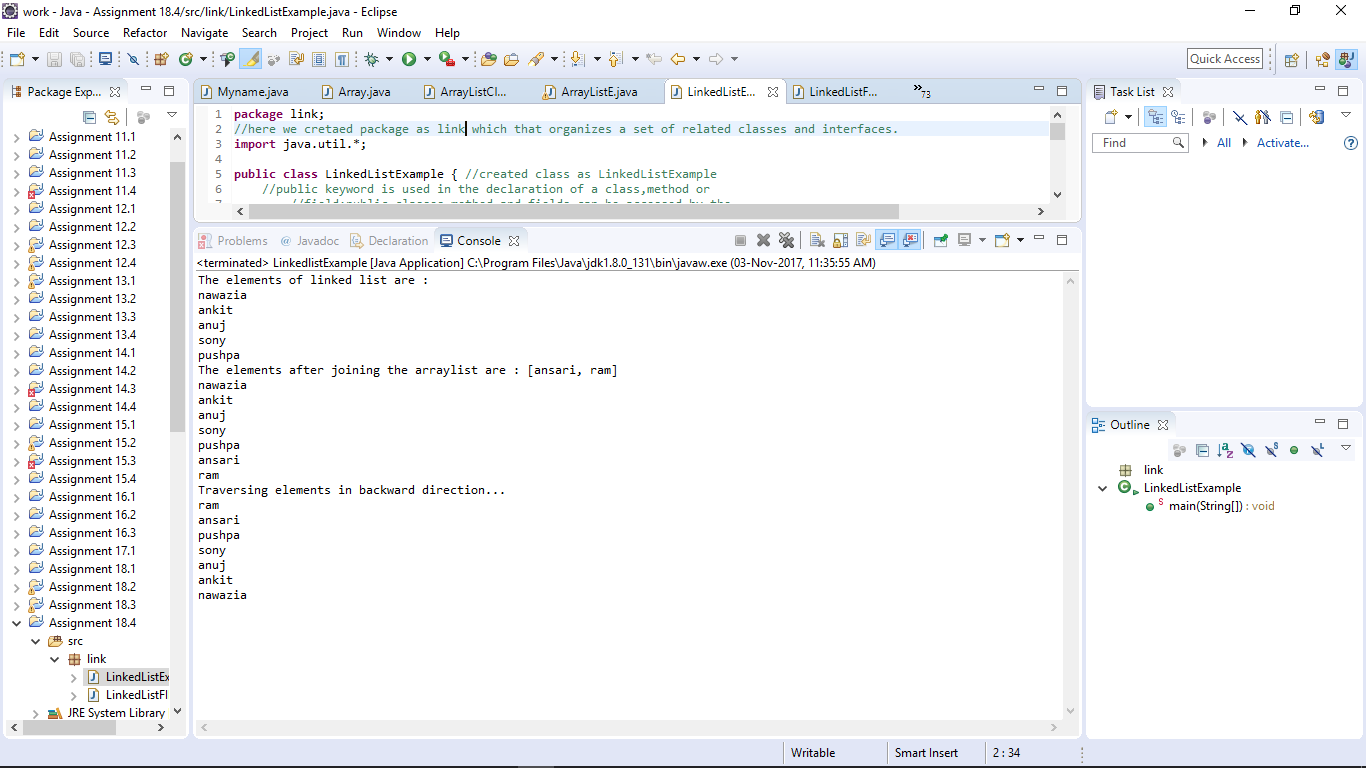 work - Java - Assignment 18.4/src/link/LinkedListExample.java - Eclipse
File Edit Source Refactor Navigate Search Project Run Window Help
Quick Access
Package Exp...
Assignment 11.1
Assignment 11.2
Assignment 11.3
Assignment 11.4
Assignment 12.1
Assignment 12.2
Assignment 12.3
Assignment 12.4
Assignment 13.1
Assignment 13.2
Assignment 13.3
Assignment 13.4
Assignment 14.1
Assignment 14.2
Assignment 14.3
Assignment 14.4
Assignment 15.1
Assignment 15.2
Assignment 15.3
Assignment 15.4
Assignment 16.1
Assignment 16.2
Assignment 16.3
Assignment 17.1
Assignment 18.1
Assignment 18.2
Assignment 18.3
Assignment 18.4
src
link
LinkedListEx
LinkedListFl
JRE System Library
Myname.java Array.java ArrayListCl... ArrayListE.java LinkedListE... LinkedListF... »73
1 package link;
2 //here we cretaed package as link which that organizes a set of related classes and interfaces.
3 import java.util.*;
4
5 public class LinkedListExample { //created class as LinkedListExample
6 //public keyword is used in the declaration of a class,method or
Problems @ Javadoc Declaration Console
<terminated> LinkedlistExample [Java Application] C:\Program Files\Java\jdk1.8.0_131\bin\javaw.exe (03-Nov-2017, 11:35:55 AM)
The elements of linked list are :
nawazia
ankit
anuj
sony
pushpa
The elements after joining the arraylist are : [ansari, ram]
nawazia
ankit
anuj
sony
pushpa
ansari
ram
Traversing elements in backward direction...
ram
ansari
pushpa
sony
anuj
ankit
nawazia
Task List
Find All Activate...
Outline
link
LinkedListExample
main(String[]) : void
Writable Smart Insert 2 : 34